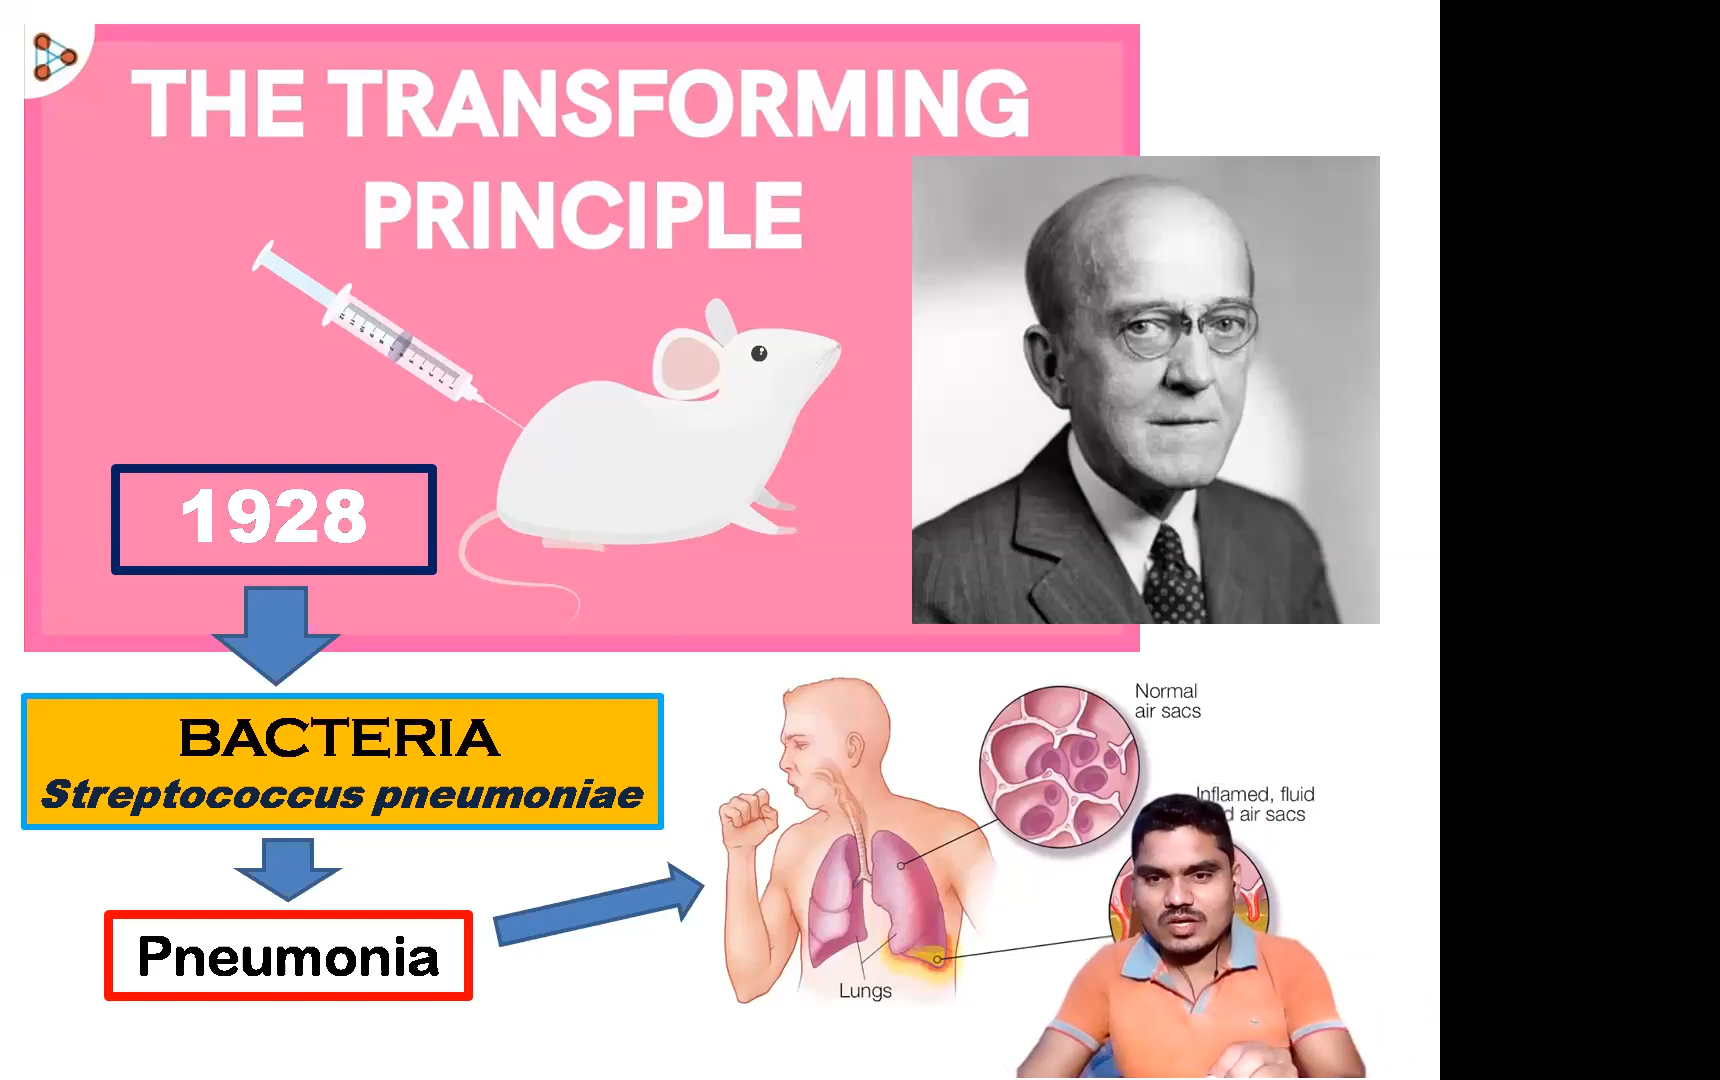 THE TRANSFORMING
PRINCIPLE
1928
BACTERIA
Streptococcus pneumoniae
Pneumonia
Normal
air sacs
Inflamed, fluid
air sacs
Lungs